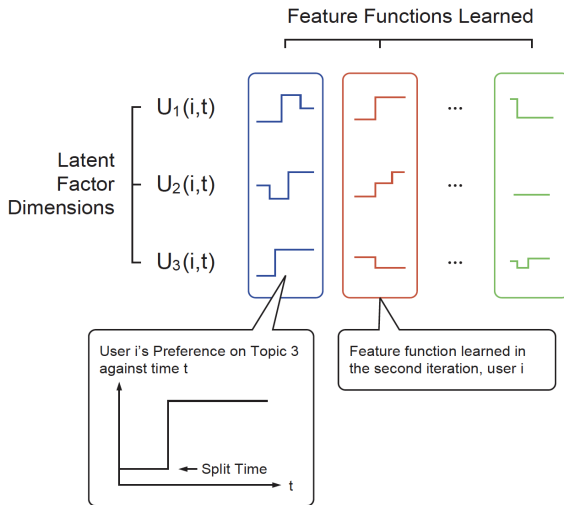 Feature Functions Learned
U₁(i,t)
...
Latent
Factor
Dimensions
U₂(i,t)
...
U₃(i,t)
...
User i's Preference on Topic 3
against time t
Split Time
t
Feature function learned in
the second iteration, user i